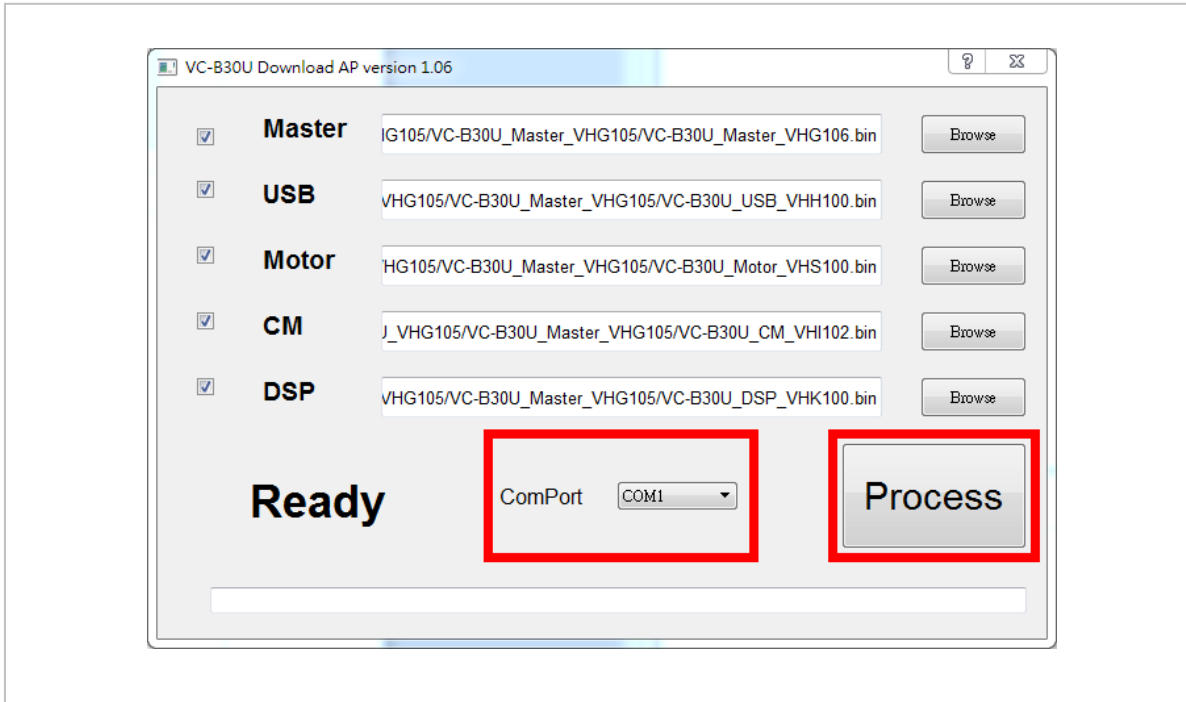 VC-B30U Download AP version 1.06
Master IG105/VC-B30U_Master_VHG105/VC-B30U_Master_VHG106.bin Browse
USB VHG105/VC-B30U_Master_VHG105/VC-B30U_USB_VHH100.bin Browse
Motor HG105/VC-B30U_Master_VHG105/VC-B30U_Motor_VHS100.bin Browse
CM U_VHG105/VC-B30U_Master_VHG105/VC-B30U_CM_VHI102.bin Browse
DSP VHG105/VC-B30U_Master_VHG105/VC-B30U_DSP_VHK100.bin Browse
Ready ComPort COM1 Process